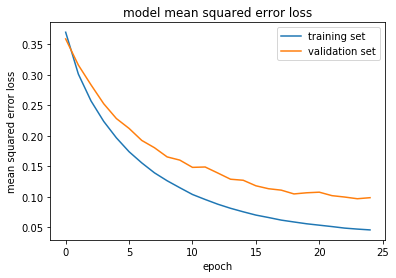 model mean squared error loss
training set
validation set
mean squared error loss
0.35
0.30
0.25
0.20
0.15
0.10
0.05
0 5 10 15 20 25
epoch